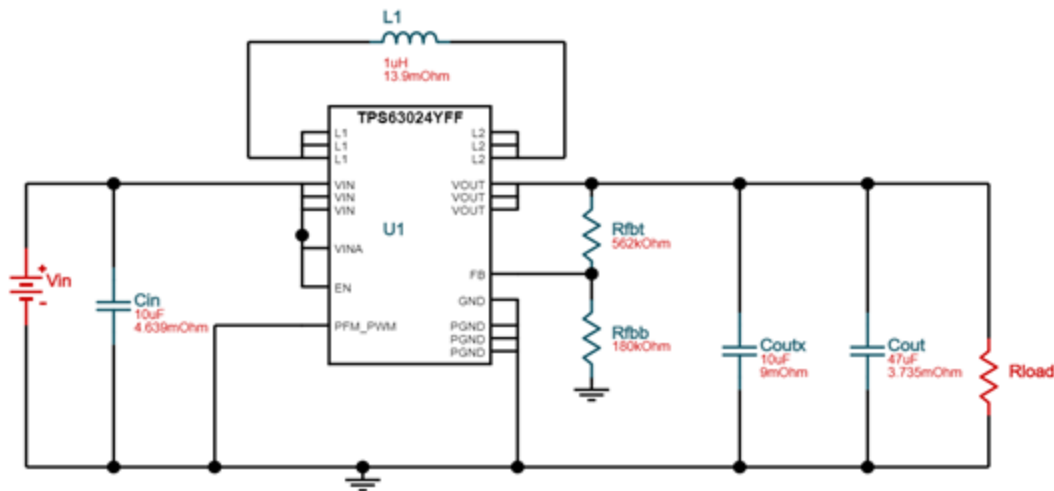 L1
1uH
13.9mOhm
TPS63024YFF
L1
L2
L1
L2
L1
L2
VIN
VOUT
VIN
VOUT
VIN
VOUT
U1
Rfbt
562kOhm
VINA
FB
EN
GND
PFM_PWM
PGND
PGND
PGND
Rfbb
180kOhm
+
Vin
-
Cin
10uF
4.639mOhm
Coutx
10uF
9mOhm
Cout
47uF
3.735mOhm
Rload